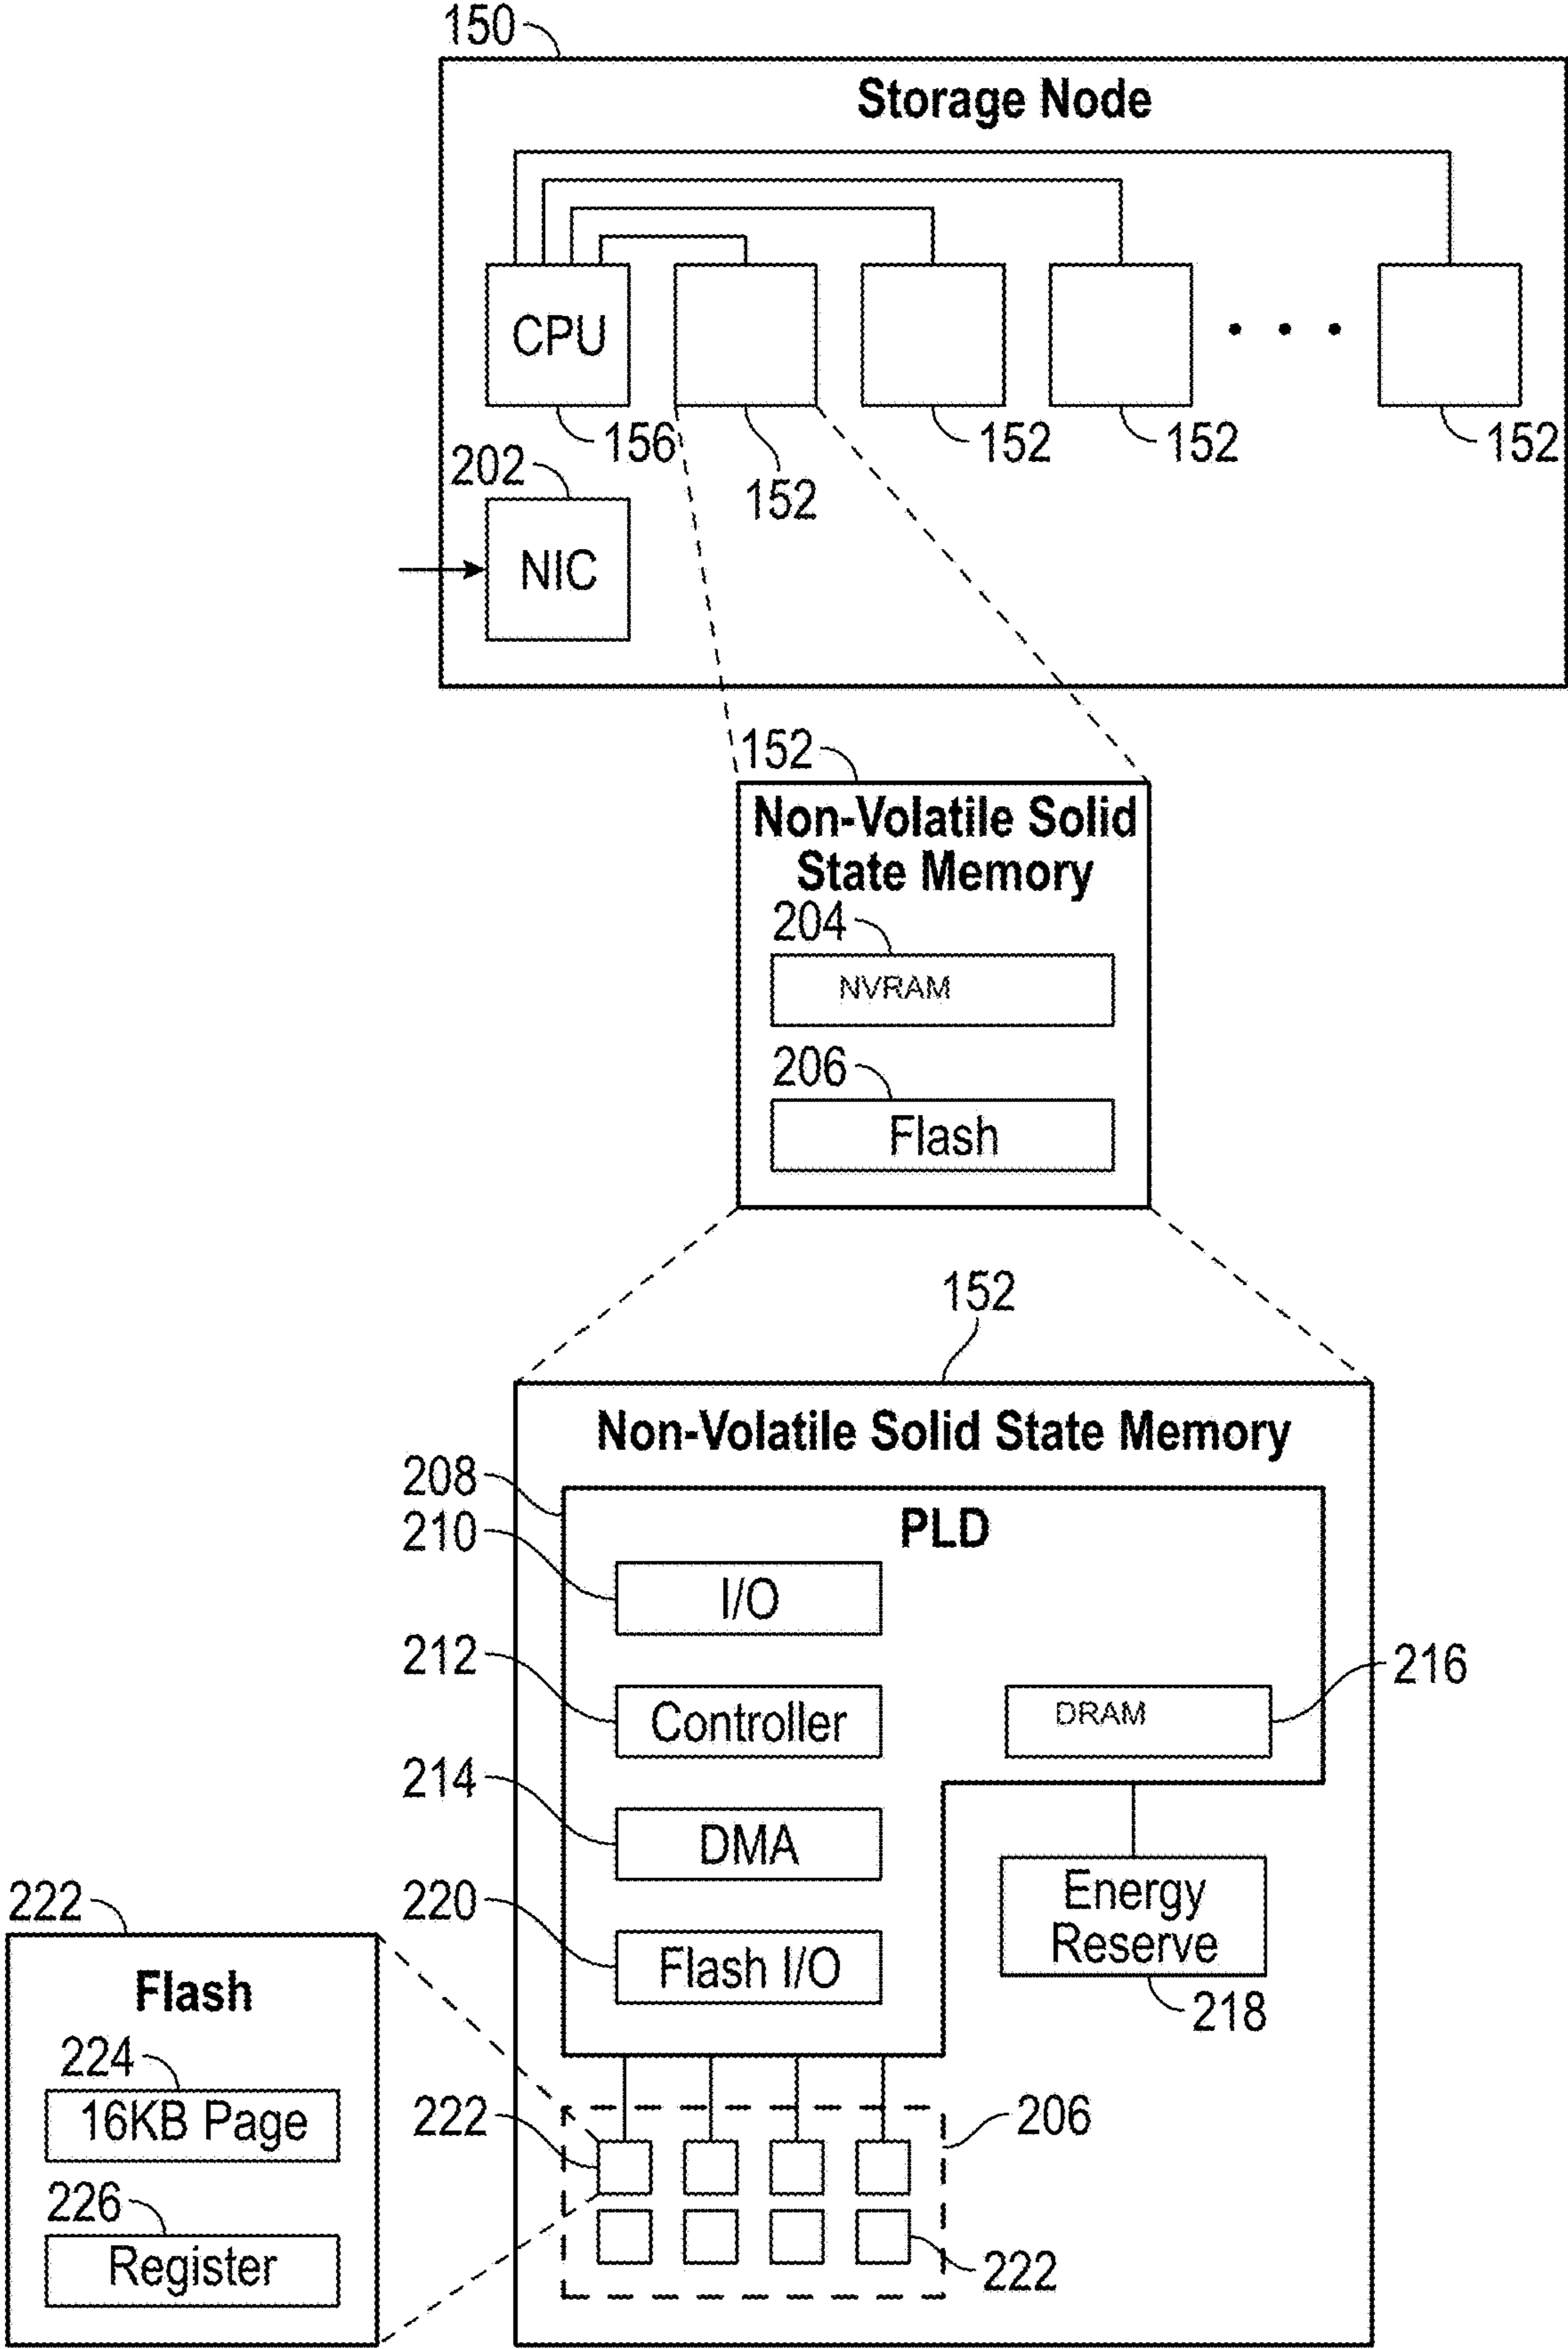 150
Storage Node
CPU
156
152
152
152
152
202
NIC
152
Non-Volatile Solid
State Memory
204
NVRAM
206
Flash
152
Non-Volatile Solid State Memory
208
PLD
210
I/O
212
Controller
216
DRAM
214
DMA
220
Flash I/O
Energy
Reserve
218
222
Flash
224
16KB Page
226
Register
222
206
222